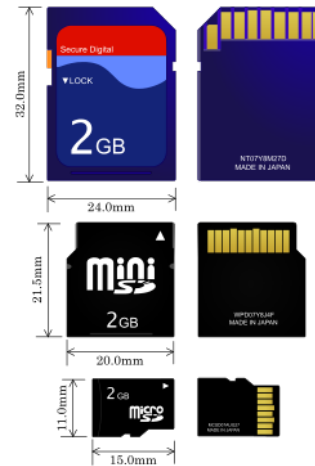 Secure Digital
▼LOCK
2GB
32.0mm
24.0mm
NT07Y8M27D
MADE IN JAPAN
mini
SD
2GB
21.5mm
20.0mm
WPD07Y8J4F
MADE IN JAPAN
2GB
micro
SD
11.0mm
15.0mm
MADE IN JAPAN